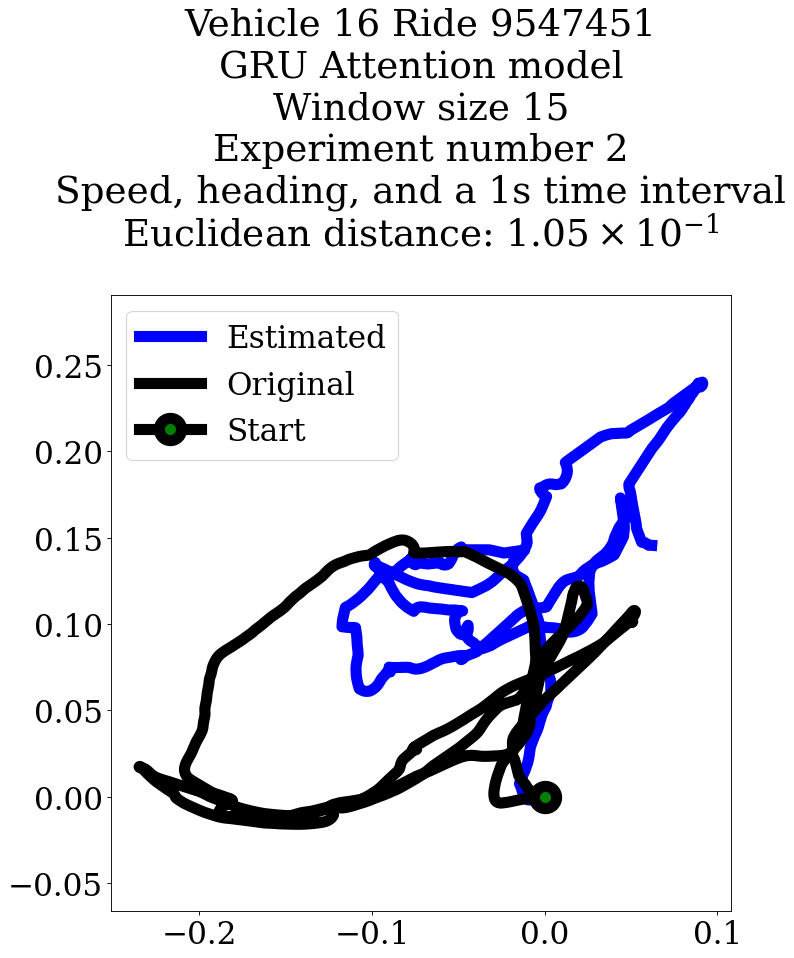 Vehicle 16 Ride 9547451
GRU Attention model
Window size 15
Experiment number 2
Speed, heading, and a 1s time interval
Euclidean distance: 1.05 × 10⁻¹
Estimated
Original
Start
0.25
0.20
0.15
0.10
0.05
0.00
−0.05
−0.2 −0.1 0.0 0.1